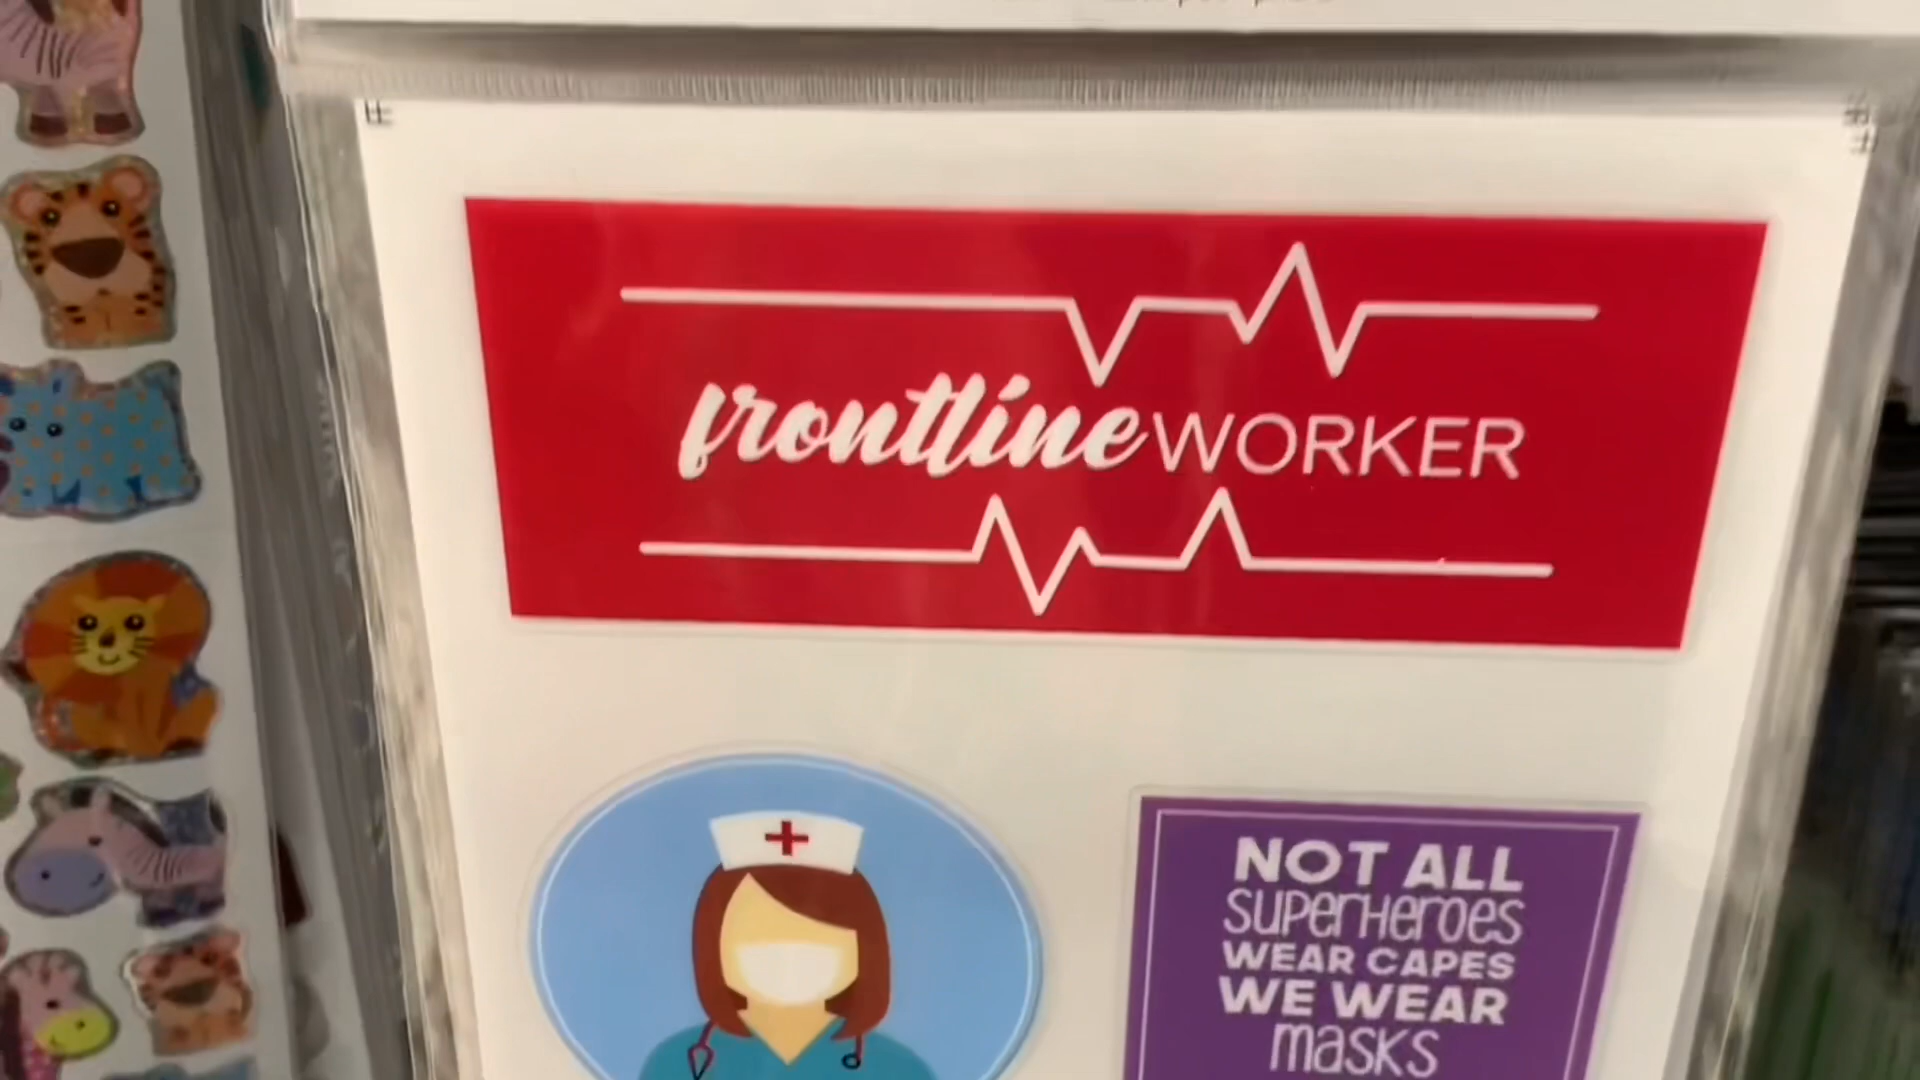 frontline WORKER
NOT ALL
SUPERHEROES
WEAR CAPES
WE WEAR
MASKS